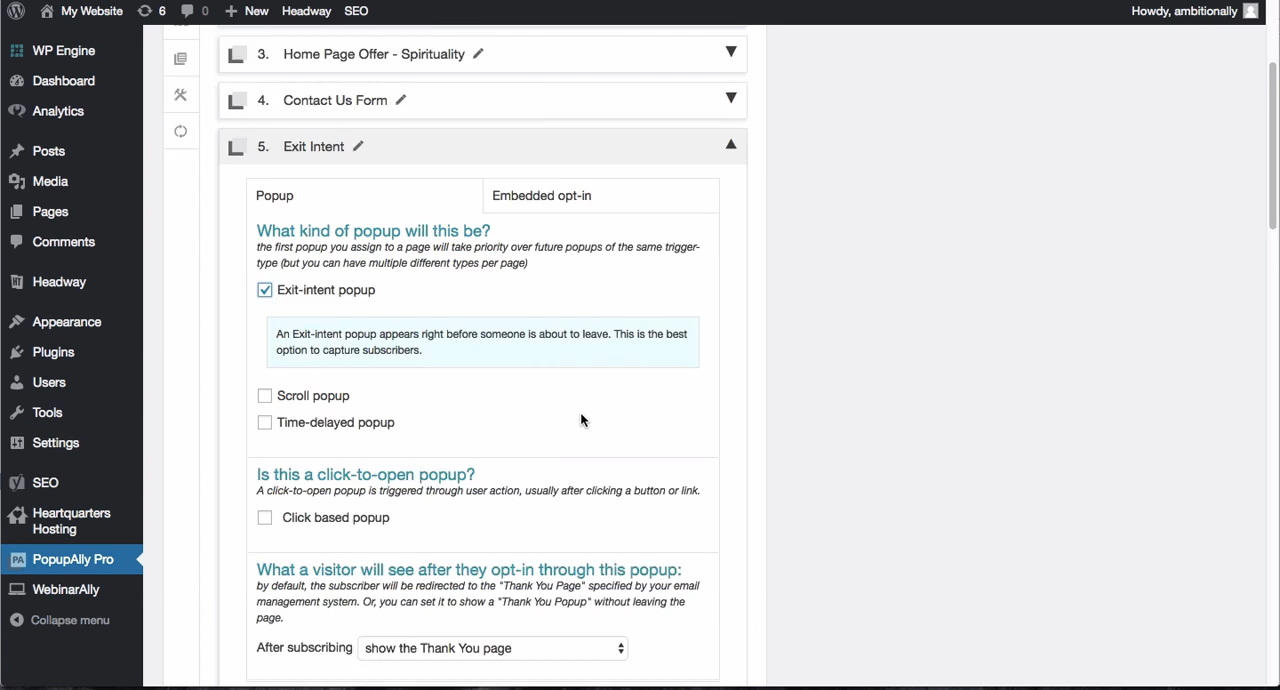 My Website 6 0 New Headway SEO Howdy, ambitionally
WP Engine
Dashboard
Analytics
Posts
Media
Pages
Comments
Headway
Appearance
Plugins
Users
Tools
Settings
SEO
Heartquarters
Hosting
PA PopupAlly Pro
WebinarAlly
Collapse menu
3. Home Page Offer - Spirituality
4. Contact Us Form
5. Exit Intent
Popup Embedded opt-in
What kind of popup will this be?
the first popup you assign to a page will take priority over future popups of the same trigger-
type (but you can have multiple different types per page)
Exit-intent popup
An Exit-intent popup appears right before someone is about to leave. This is the best
option to capture subscribers.
Scroll popup
Time-delayed popup
Is this a click-to-open popup?
A click-to-open popup is triggered through user action, usually after clicking a button or link.
Click based popup
What a visitor will see after they opt-in through this popup:
by default, the subscriber will be redirected to the "Thank You Page" specified by your email
management system. Or, you can set it to show a "Thank You Popup" without leaving the
page.
After subscribing show the Thank You page